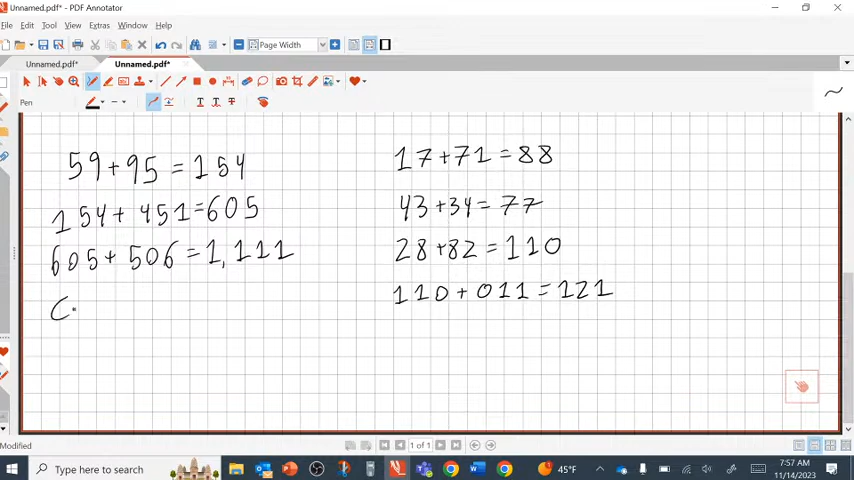 Unnamed.pdf* - PDF Annotator
File Edit Tool View Extras Window Help
Page Width
Unnamed.pdf* Unnamed.pdf*
Pen
59+95=154
154+451=605
605+506=1,111
C
17+71=88
43+34=77
28+82=110
110+011=121
1 of 1
Modified
Type here to search
45°F
7:57 AM
11/14/2023